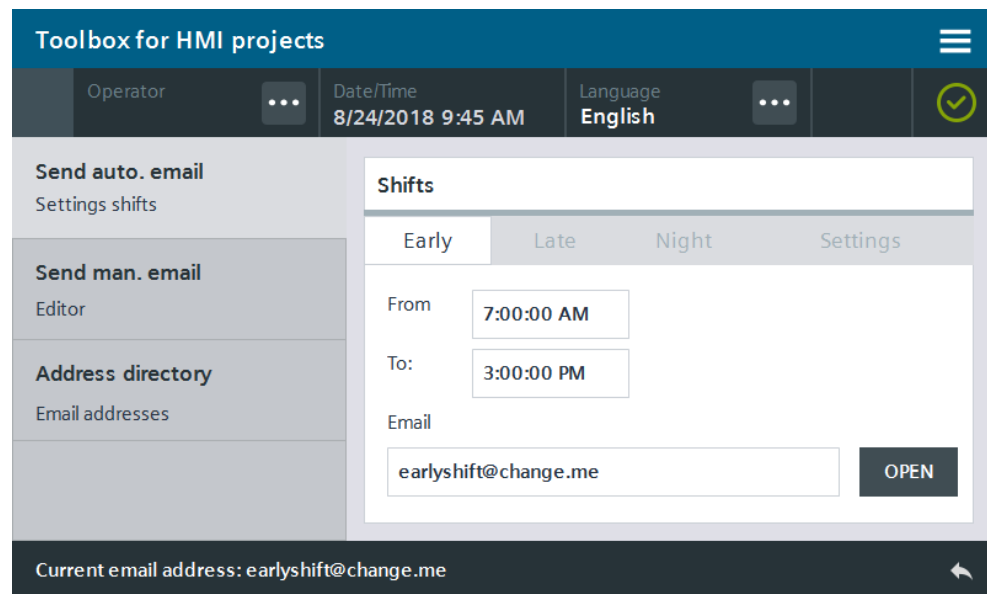 Toolbox for HMI projects
Operator
Date/Time
8/24/2018 9:45 AM
Language
English
Send auto. email
Settings shifts
Send man. email
Editor
Address directory
Email addresses
Shifts
Early Late Night Settings
From 7:00:00 AM
To: 3:00:00 PM
Email
earlyshift@change.me OPEN
Current email address: earlyshift@change.me